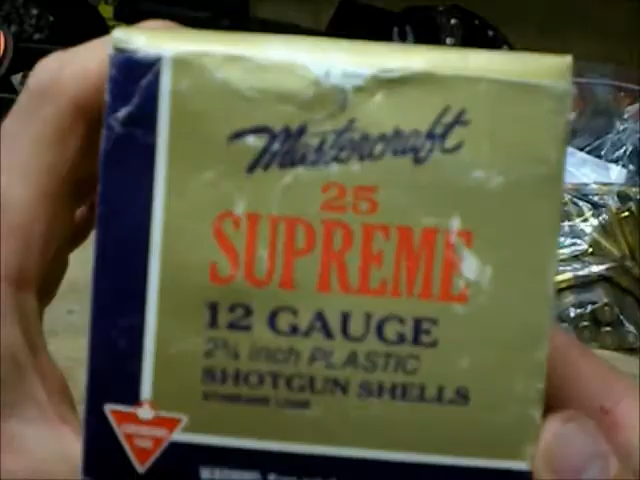 Mastercraft
25
SUPREME
12 GAUGE
2¾ inch PLASTIC
SHOTGUN SHELLS